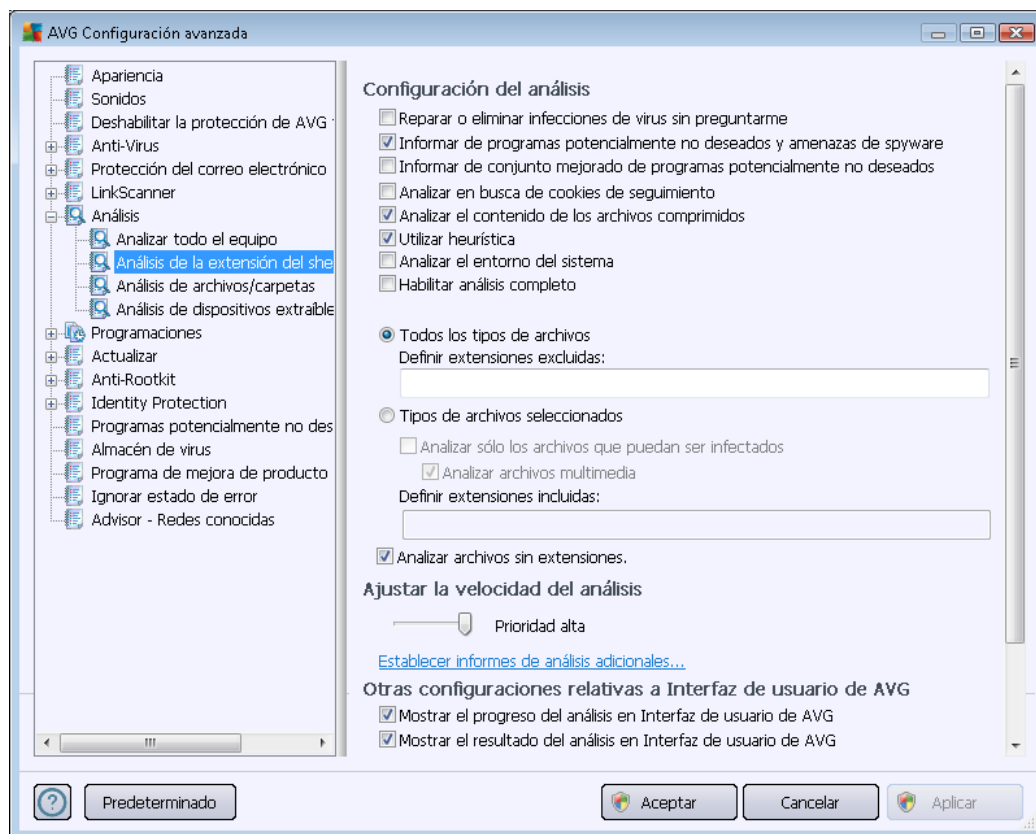 AVG Configuración avanzada
Apariencia
Sonidos
Deshabilitar la protección de AVG
Anti-Virus
Protección del correo electrónico
LinkScanner
Análisis
Analizar todo el equipo
Análisis de la extensión del she
Análisis de archivos/carpetas
Análisis de dispositivos extraíble
Programaciones
Actualizar
Anti-Rootkit
Identity Protection
Programas potencialmente no des
Almacén de virus
Programa de mejora de producto
Ignorar estado de error
Advisor - Redes conocidas
Configuración del análisis
Reparar o eliminar infecciones de virus sin preguntarme
Informar de programas potencialmente no deseados y amenazas de spyware
Informar de conjunto mejorado de programas potencialmente no deseados
Analizar en busca de cookies de seguimiento
Analizar el contenido de los archivos comprimidos
Utilizar heurística
Analizar el entorno del sistema
Habilitar análisis completo
Todos los tipos de archivos
Definir extensiones excluidas:
Tipos de archivos seleccionados
Analizar sólo los archivos que puedan ser infectados
Analizar archivos multimedia
Definir extensiones incluidas:
Analizar archivos sin extensiones.
Ajustar la velocidad del análisis
Prioridad alta
Establecer informes de análisis adicionales...
Otras configuraciones relativas a Interfaz de usuario de AVG
Mostrar el progreso del análisis en Interfaz de usuario de AVG
Mostrar el resultado del análisis en Interfaz de usuario de AVG
Predeterminado
Aceptar
Cancelar
Aplicar